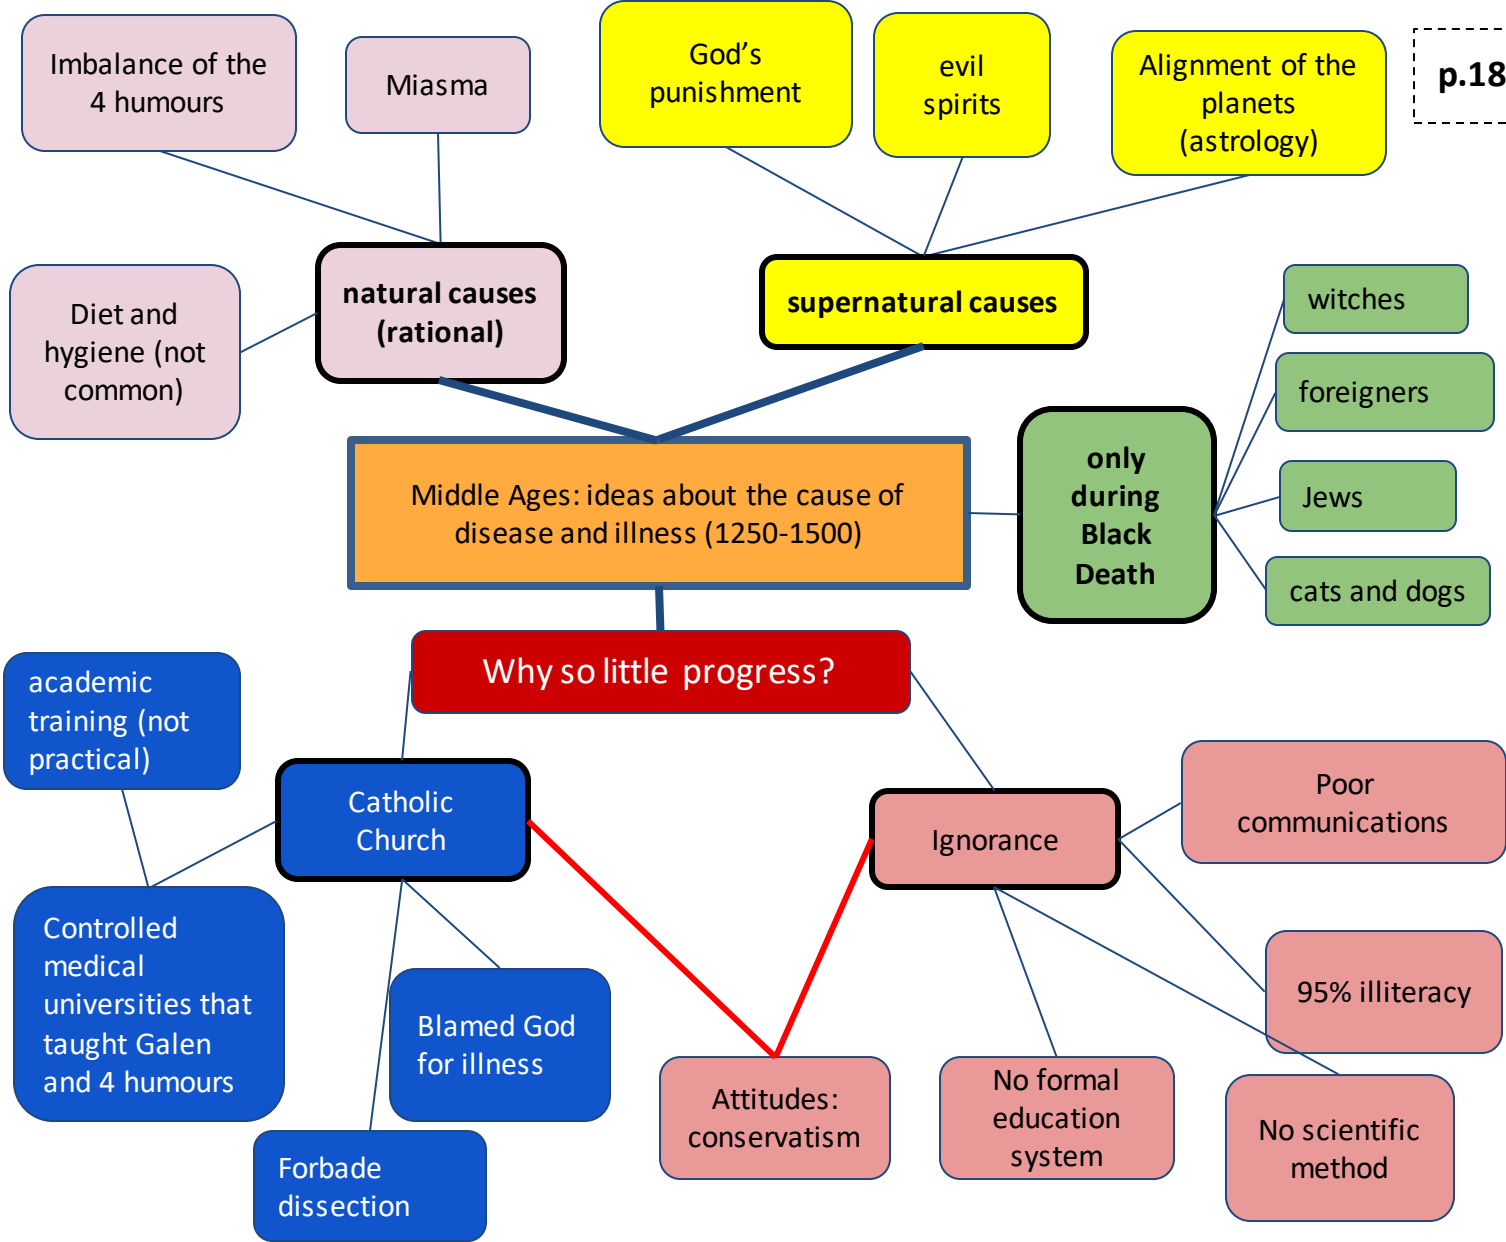 Imbalance of the
4 humours
Miasma
God's
punishment
evil
spirits
Alignment of the
planets
(astrology)
p.18
Diet and
hygiene (not
common)
natural causes
(rational)
supernatural causes
witches
foreigners
Jews
cats and dogs
only
during
Black
Death
Middle Ages: ideas about the cause of
disease and illness (1250-1500)
Why so little progress?
academic
training (not
practical)
Catholic
Church
Ignorance
Poor
communications
Controlled
medical
universities that
taught Galen
and 4 humours
Blamed God
for illness
Forbade
dissection
Attitudes:
conservatism
No formal
education
system
95% illiteracy
No scientific
method